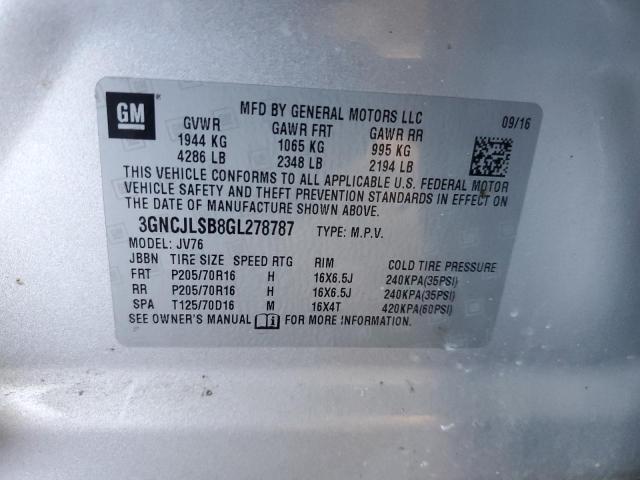 GM
MFD BY GENERAL MOTORS LLC
09/16
GVWR GAWR FRT GAWR RR
1944 KG 1065 KG 995 KG
4286 LB 2348 LB 2194 LB
THIS VEHICLE CONFORMS TO ALL APPLICABLE U.S. FEDERAL MOTOR
VEHICLE SAFETY AND THEFT PREVENTION STANDARDS IN EFFECT ON
THE DATE OF MANUFACTURE SHOWN ABOVE.
3GNCJLSB8GL278787 TYPE: M.P.V.
MODEL: JV76
JBBN TIRE SIZE SPEED RTG RIM COLD TIRE PRESSURE
FRT P205/70R16 H 16X6.5J 240KPA(35PSI)
RR P205/70R16 H 16X6.5J 240KPA(35PSI)
SPA T125/70D16 M 16X4T 420KPA(60PSI)
SEE OWNER'S MANUAL FOR MORE INFORMATION.